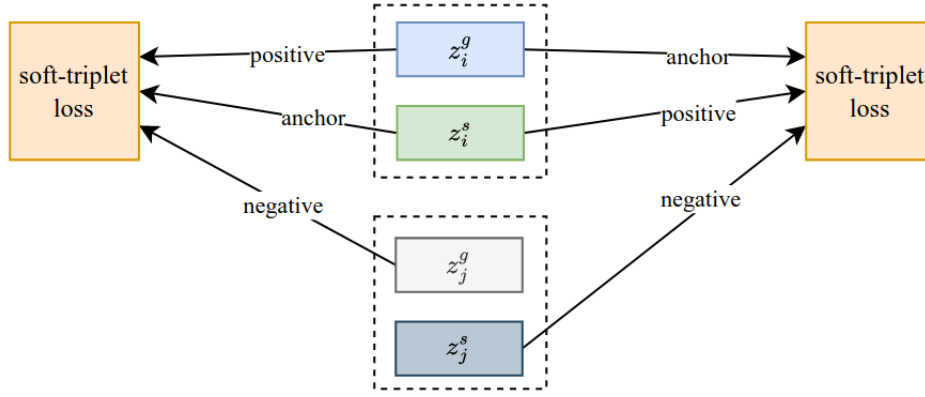 soft-triplet
loss
positive
anchor
negative
$z_i^g$
$z_i^s$
$z_j^g$
$z_j^s$
anchor
positive
negative
soft-triplet
loss